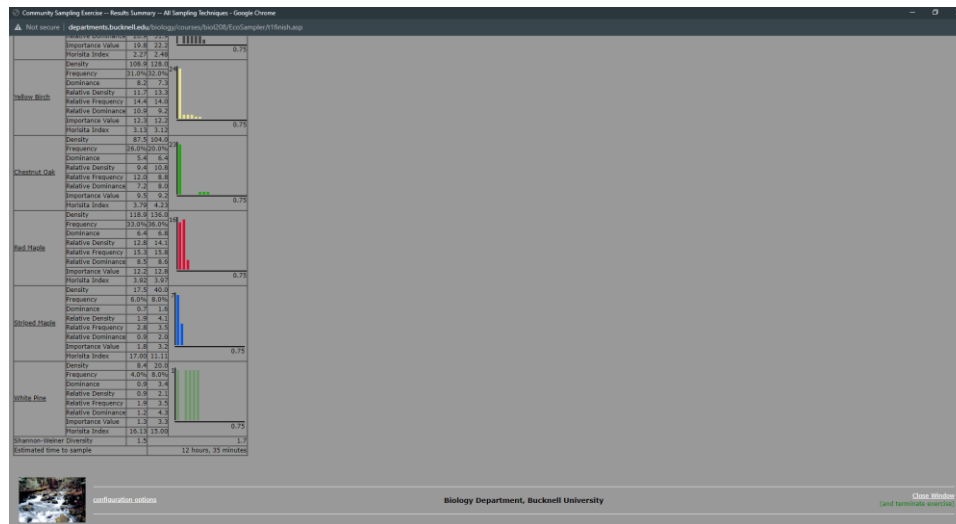 Community Sampling Exercise -- Results Summary -- All Sampling Techniques - Google Chrome
Not secure | departments.bucknell.edu/biology/courses/biol208/EcoSampler/t1finish.asp
Relative Dominance
Importance Value 19.8 22.2
Morisita Index 2.27 2.48
0.75
Yellow Birch
Density 108.9 128.0
Frequency 31.0% 32.0%
Dominance 8.2 7.3
Relative Density 11.7 13.3
Relative Frequency 14.4 14.0
Relative Dominance 10.9 9.2
Importance Value 12.3 12.2
Morisita Index 3.13 3.12
24
0.75
Chestnut Oak
Density 87.5 104.0
Frequency 26.0% 20.0%
Dominance 5.4 6.4
Relative Density 9.4 10.8
Relative Frequency 12.0 8.8
Relative Dominance 7.2 8.0
Importance Value 9.5 9.2
Morisita Index 3.79 4.23
23
0.75
Red Maple
Density 118.9 136.0
Frequency 33.0% 36.0%
Dominance 6.4 6.8
Relative Density 12.8 14.1
Relative Frequency 15.3 15.8
Relative Dominance 8.5 8.6
Importance Value 12.2 12.8
Morisita Index 3.92 3.97
16
0.75
Striped Maple
Density 17.5 40.0
Frequency 6.0% 8.0%
Dominance 0.7 1.6
Relative Density 1.9 4.1
Relative Frequency 2.8 3.5
Relative Dominance 0.9 2.0
Importance Value 1.8 3.2
Morisita Index 17.00 11.11
7
0.75
White Pine
Density 8.4 20.0
Frequency 4.0% 8.0%
Dominance 0.9 3.4
Relative Density 0.9 2.1
Relative Frequency 1.9 3.5
Relative Dominance 1.2 4.3
Importance Value 1.3 3.3
Morisita Index 16.13 15.00
1
0.75
Shannon-Weiner Diversity 1.5 1.7
Estimated time to sample 12 hours, 35 minutes
configuration options
Biology Department, Bucknell University
Close Window
(and terminate exercise)